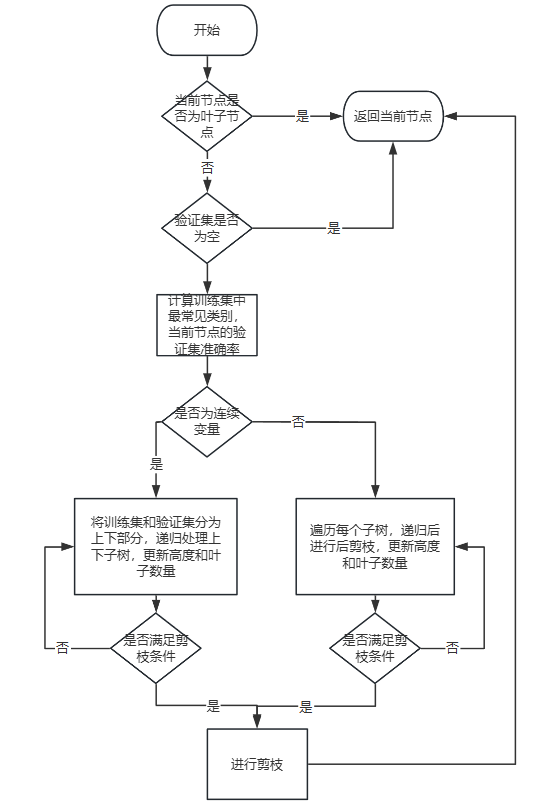 开始
当前节点是
否为叶子节
点
是
返回当前节点
否
验证集是否
为空
是
计算训练集中
最常见类别，
当前节点的验
证集准确率
是否为连续
变量
否
是
将训练集和验证集分为
上下部分，递归处理上
下子树，更新高度和叶
子数量
遍历每个子树，递归后
进行后剪枝，更新高度
和叶子数量
是否满足剪
枝条件
否
是否满足剪
枝条件
否
是
是
进行剪枝